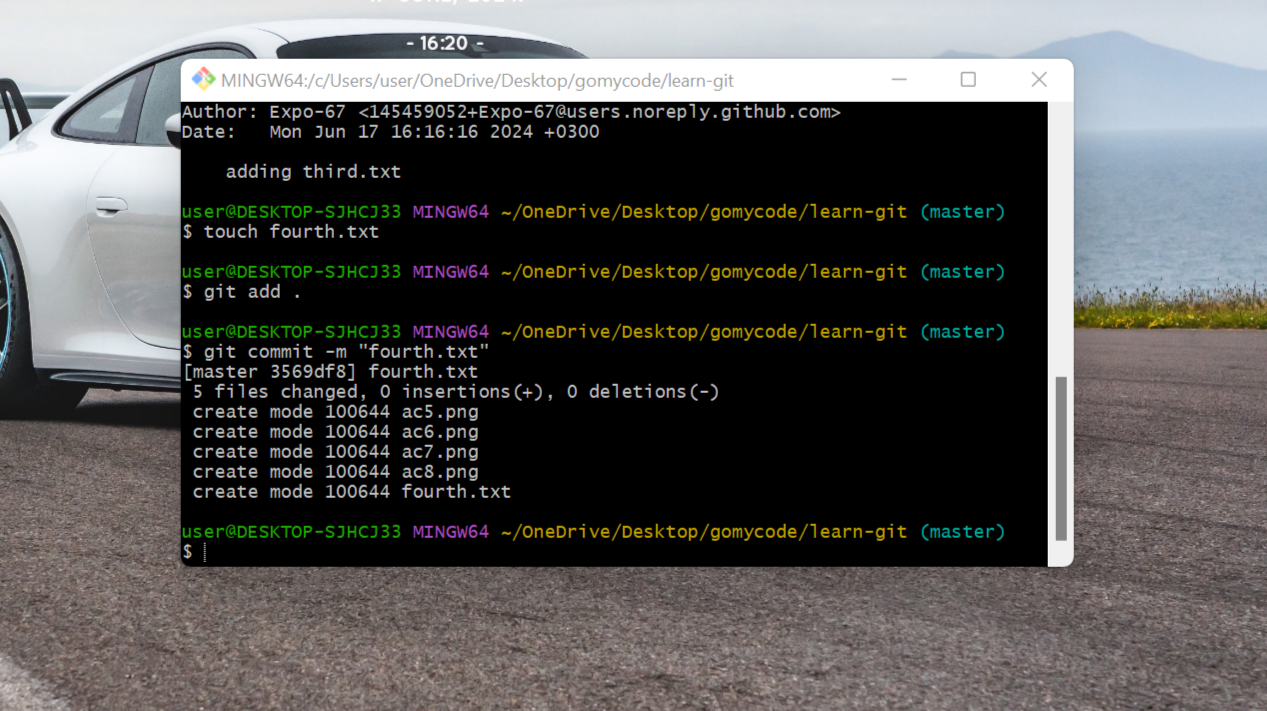 - 16:20 -
MINGW64:/c/Users/user/OneDrive/Desktop/gomycode/learn-git
Author: Expo-67 <145459052+Expo-67@users.noreply.github.com>
Date:   Mon Jun 17 16:16:16 2024 +0300
adding third.txt
user@DESKTOP-SJHCJ33 MINGW64 ~/OneDrive/Desktop/gomycode/learn-git (master)
$ touch fourth.txt
user@DESKTOP-SJHCJ33 MINGW64 ~/OneDrive/Desktop/gomycode/learn-git (master)
$ git add .
user@DESKTOP-SJHCJ33 MINGW64 ~/OneDrive/Desktop/gomycode/learn-git (master)
$ git commit -m "fourth.txt"
[master 3569df8] fourth.txt
5 files changed, 0 insertions(+), 0 deletions(-)
create mode 100644 ac5.png
create mode 100644 ac6.png
create mode 100644 ac7.png
create mode 100644 ac8.png
create mode 100644 fourth.txt
user@DESKTOP-SJHCJ33 MINGW64 ~/OneDrive/Desktop/gomycode/learn-git (master)
$